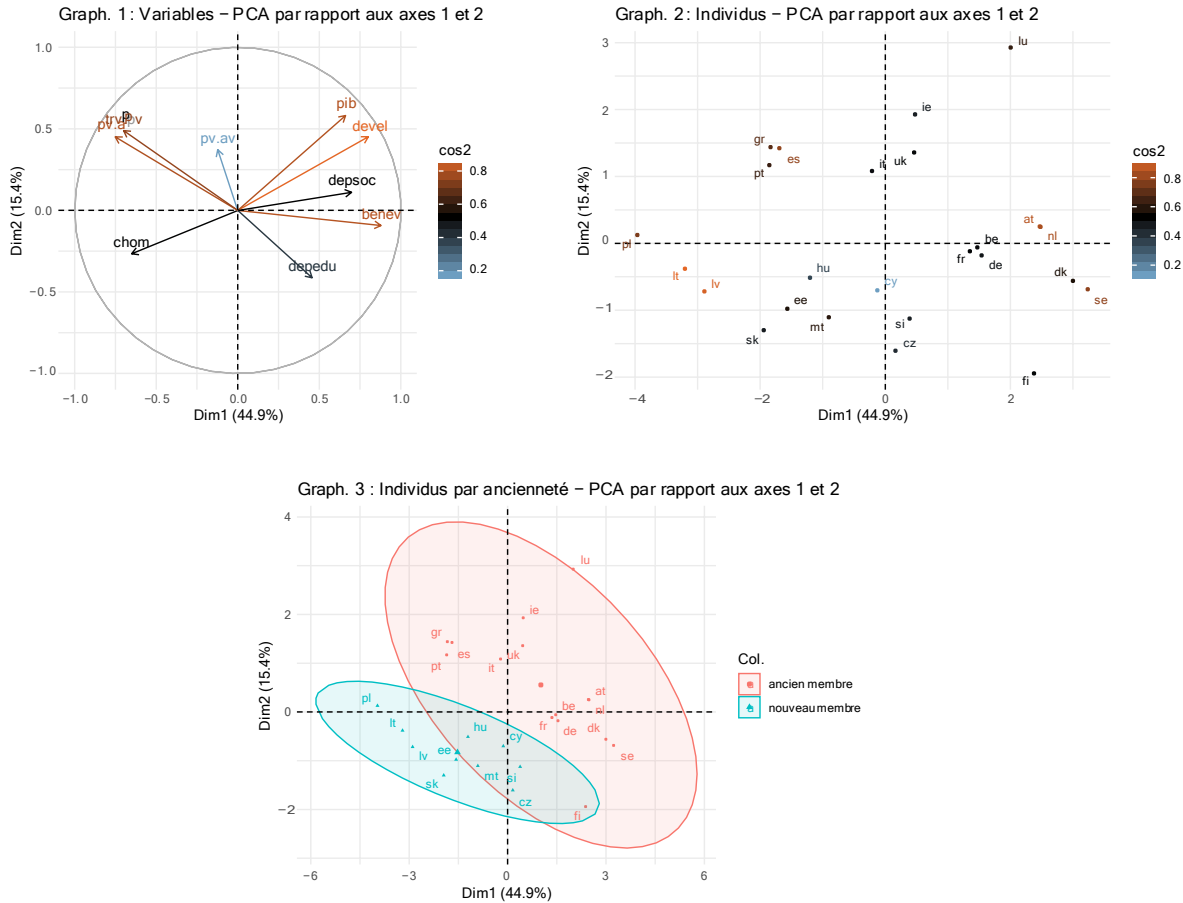 Graph. 1 : Variables − PCA par rapport aux axes 1 et 2
1.0
0.5
0.0
−0.5
−1.0
Dim2 (15.4%)
pib
devel
pv.av
depsoc
benev
chom
depedu
p
pv.a
−1.0 −0.5 0.0 0.5 1.0
Dim1 (44.9%)
cos2
0.8
0.6
0.4
0.2
Graph. 2 : Individus − PCA par rapport aux axes 1 et 2
3
2
1
0
−1
−2
Dim2 (15.4%)
lu
ie
gr
es
pt
it
uk
at
nl
pl
be
fr
de
lt
lv
hu
cy
dk
se
ee
mt
sk
si
cz
fi
−4 −2 0 2
Dim1 (44.9%)
cos2
0.8
0.6
0.4
0.2
Graph. 3 : Individus par ancienneté − PCA par rapport aux axes 1 et 2
4
2
0
−2
Dim2 (15.4%)
lu
ie
gr
es
pt
it
uk
at
nl
pl
be
fr
de
dk
se
lt
lv
hu
cy
ee
mt
sk
si
cz
fi
−6 −3 0 3 6
Dim1 (44.9%)
Col.
ancien membre
nouveau membre